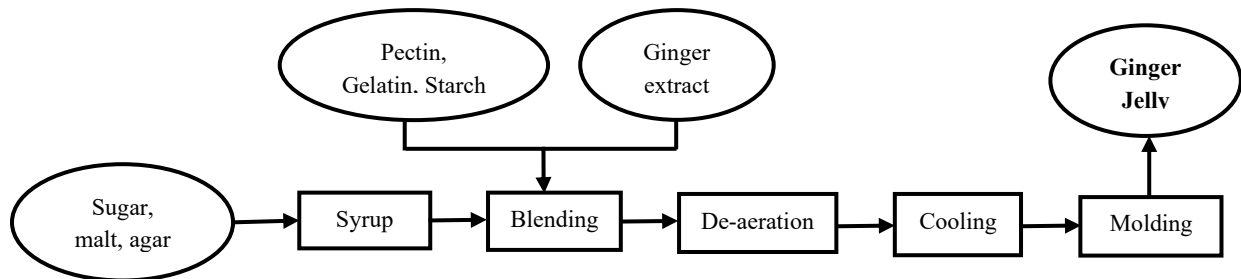 Pectin,
Gelatin, Starch
Ginger
extract
Ginger
Jelly
Sugar,
malt, agar
Syrup
Blending
De-aeration
Cooling
Molding